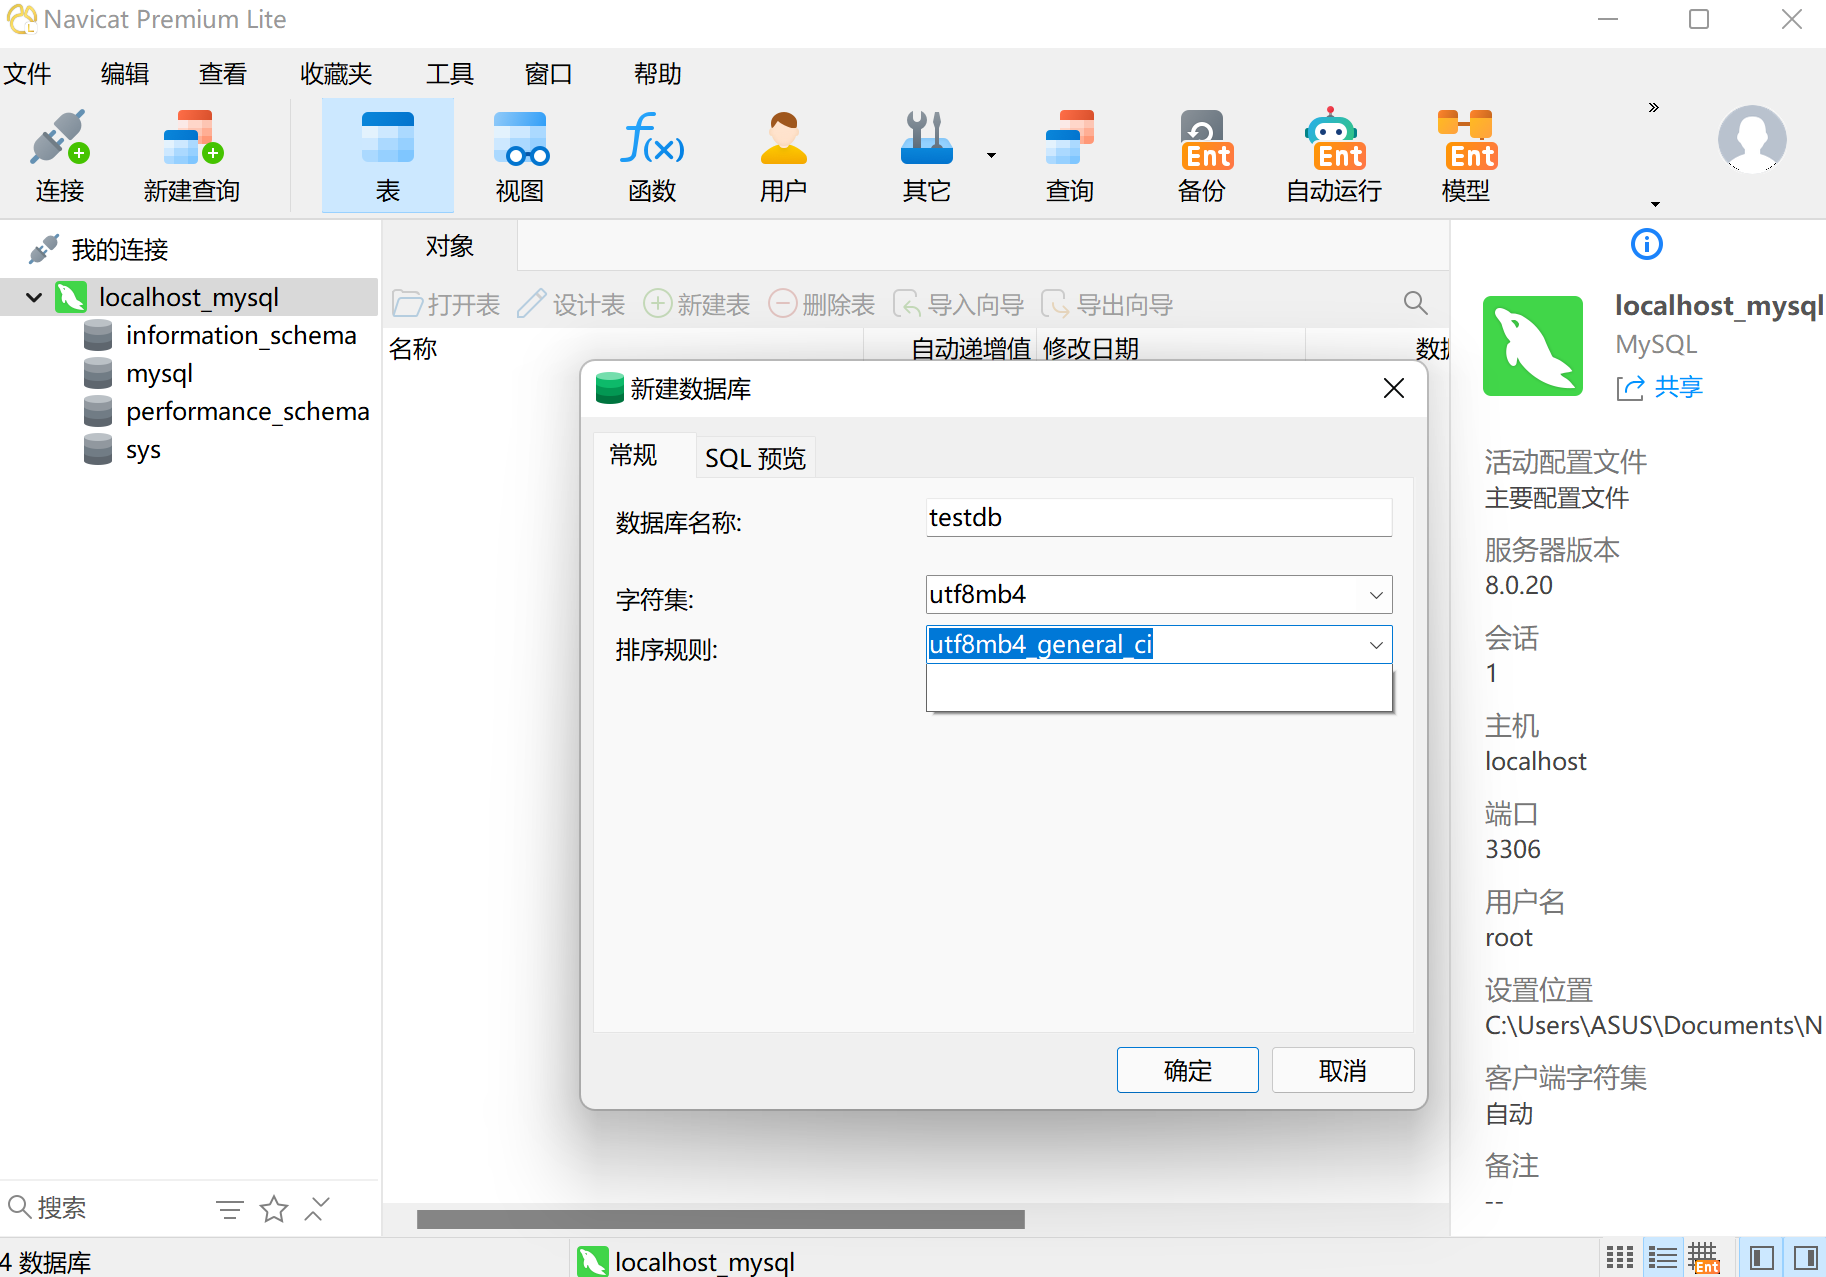 Navicat Premium Lite
文件 编辑 查看 收藏夹 工具 窗口 帮助
连接 新建查询 表 视图 函数 用户 其它 查询 备份 自动运行 模型
Ent Ent Ent
我的连接
localhost_mysql
information_schema
mysql
performance_schema
sys
对象
打开表 设计表 新建表 删除表 导入向导 导出向导
名称 自动递增值 修改日期 数据
新建数据库
常规 SQL 预览
数据库名称: testdb
字符集: utf8mb4
排序规则: utf8mb4_general_ci
确定 取消
localhost_mysql
MySQL
共享
活动配置文件
主要配置文件
服务器版本
8.0.20
会话
1
主机
localhost
端口
3306
用户名
root
设置位置
C:\Users\ASUS\Documents\N
客户端字符集
自动
备注
--
搜索
4 数据库 localhost_mysql
Ent